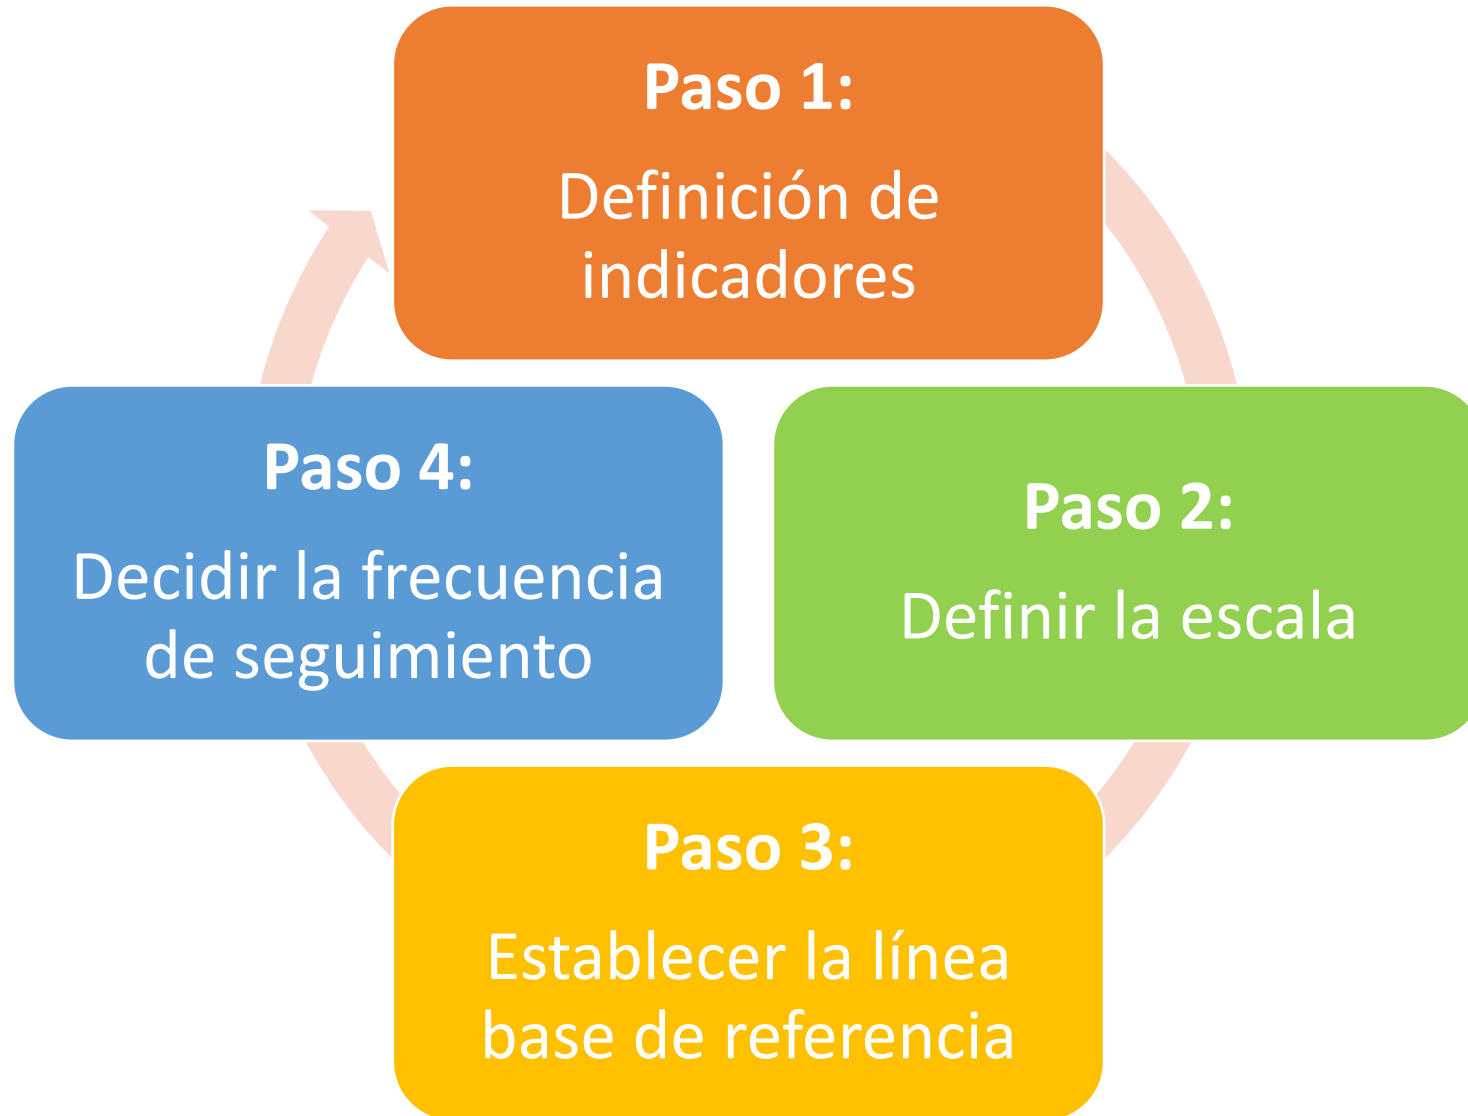 Paso 1:
Definición de
indicadores
Paso 2:
Definir la escala
Paso 3:
Establecer la línea
base de referencia
Paso 4:
Decidir la frecuencia
de seguimiento